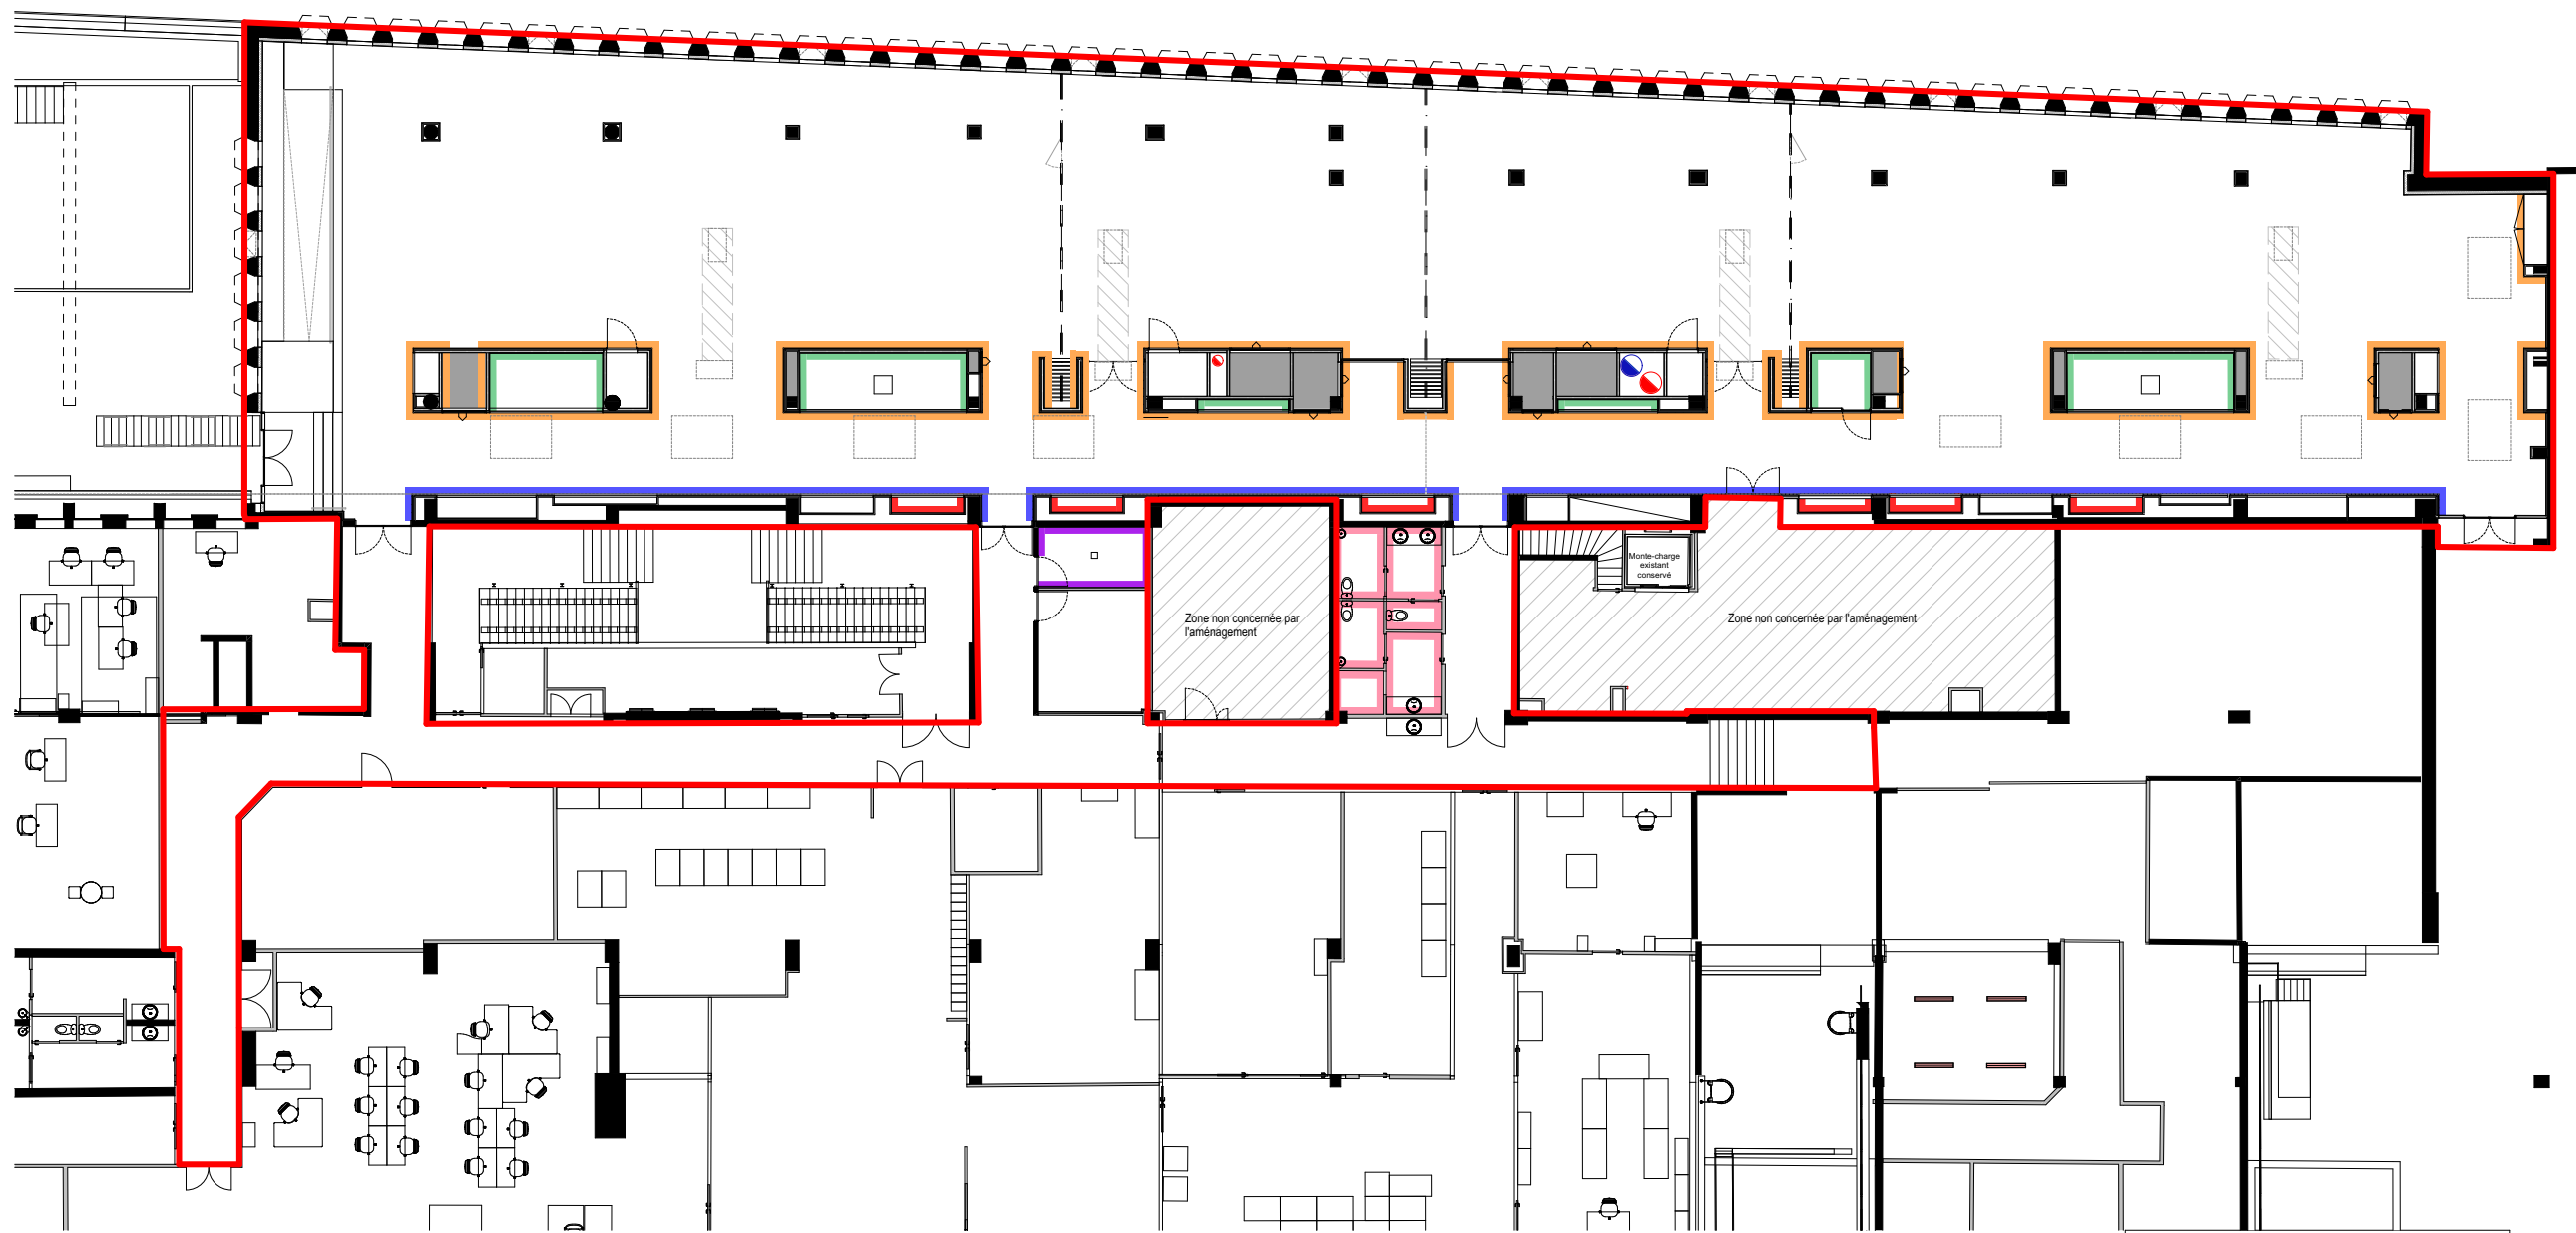 Monte-charge
existant
conservé
Zone non concernée par
l'aménagement
Zone non concernée par l'aménagement